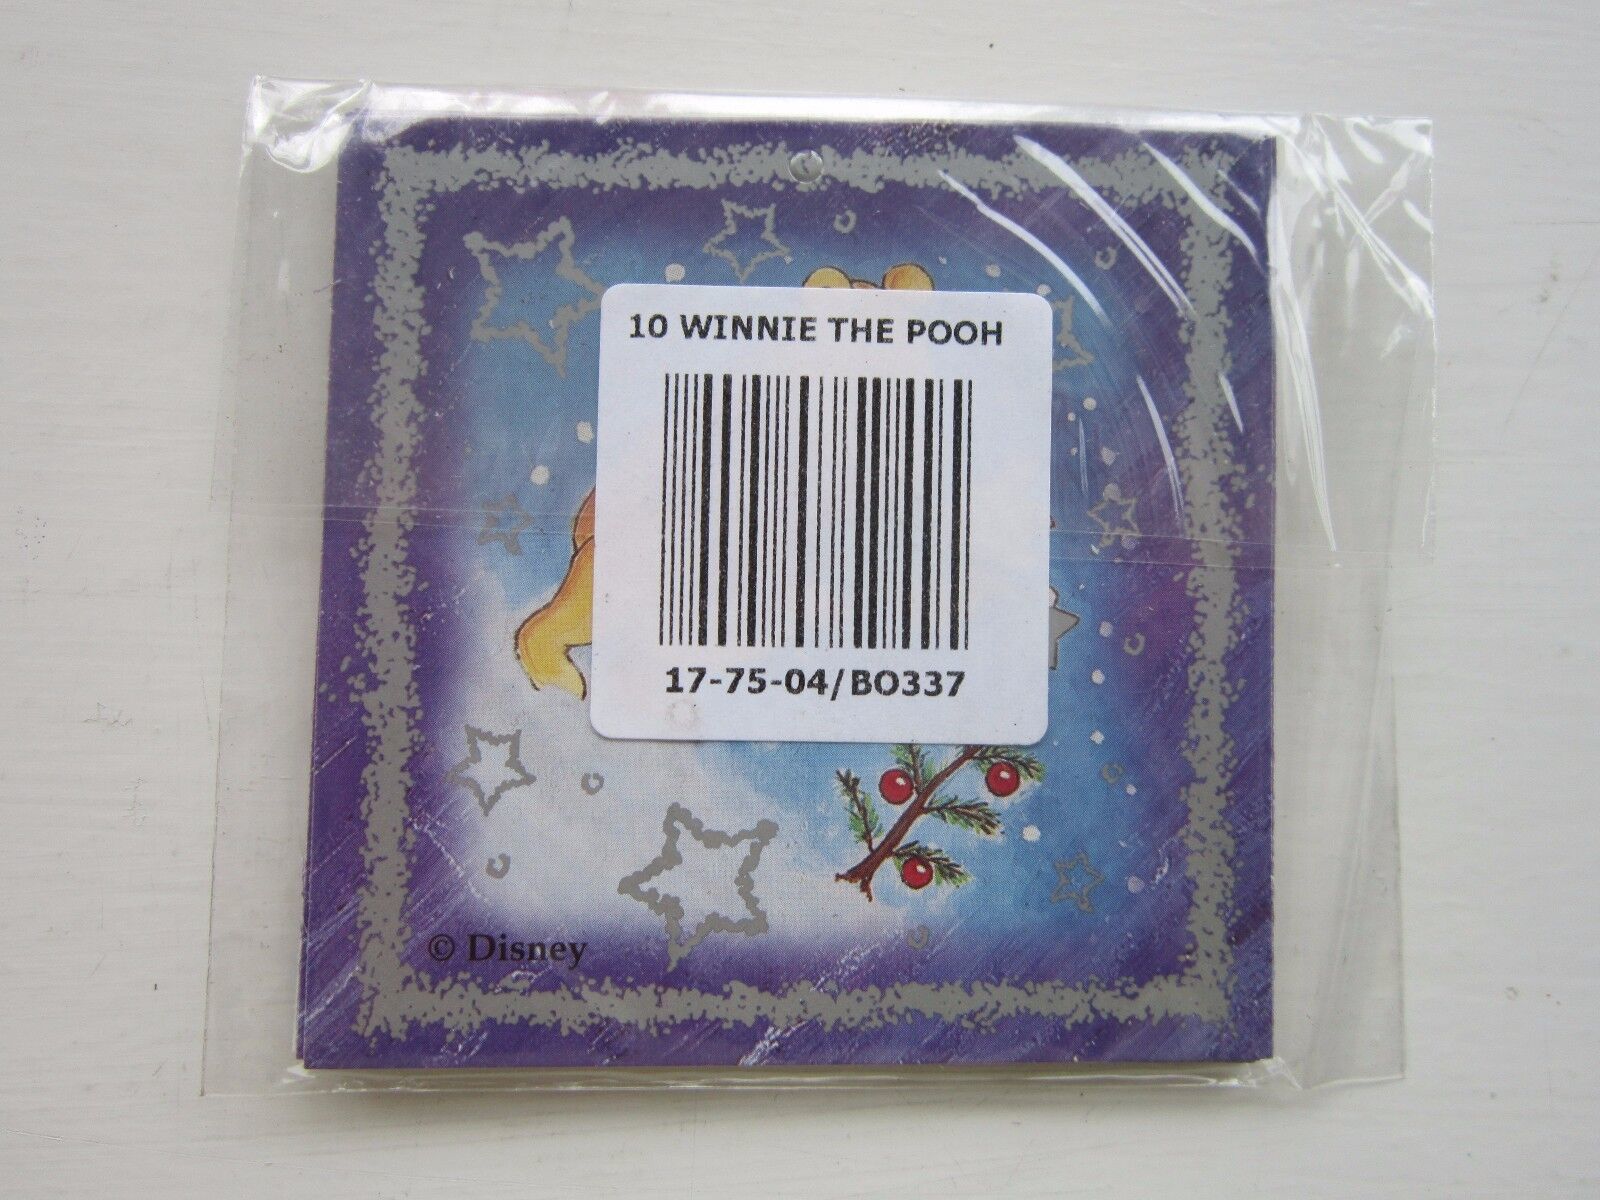 10 WINNIE THE POOH
17-75-04/BO337
© Disney